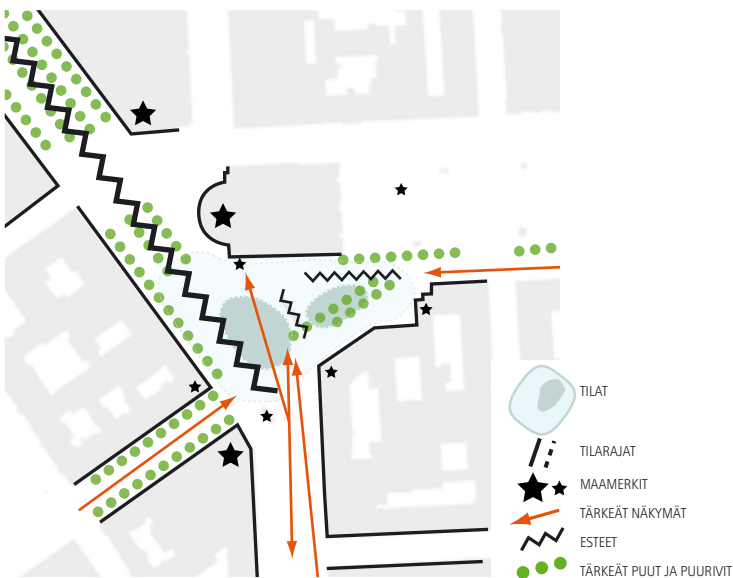 TILAT
TILARAJAT
MAAMERKIT
TÄRKEÄT NÄKYMÄT
ESTEET
TÄRKEÄT PUUT JA PUURIVIT